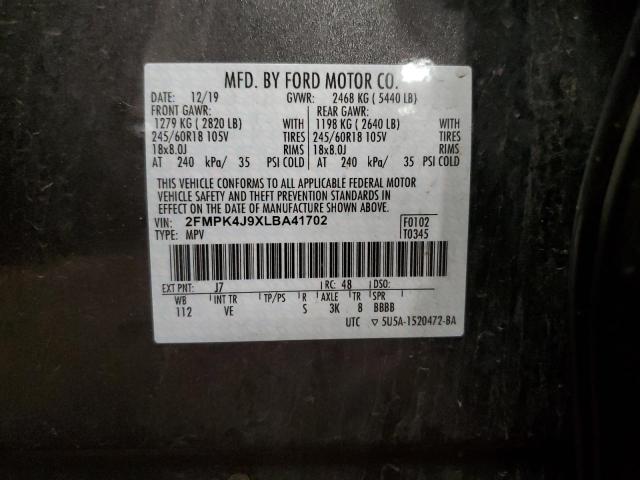 MFD. BY FORD MOTOR CO.
DATE: 12/19 GVWR: 2468 KG ( 5440 LB)
FRONT GAWR: REAR GAWR:
1279 KG ( 2820 LB) WITH 1198 KG ( 2640 LB) WITH
245/60R18 105V TIRES 245/60R18 105V TIRES
18x8.0J RIMS 18x8.0J RIMS
AT 240 kPa/ 35 PSI COLD AT 240 kPa/ 35 PSI COLD
THIS VEHICLE CONFORMS TO ALL APPLICABLE FEDERAL MOTOR
VEHICLE SAFETY AND THEFT PREVENTION STANDARDS IN
EFFECT ON THE DATE OF MANUFACTURE SHOWN ABOVE.
VIN: 2FMPK4J9XLBA41702 F0102
TYPE: MPV T0345
EXT PNT: J7 RC: 48 DSO:
WB INT TR TP/PS R AXLE TR SPR
112 VE S 3K 8 BBBB
UTC ▽ 5U5A-1520472-BA